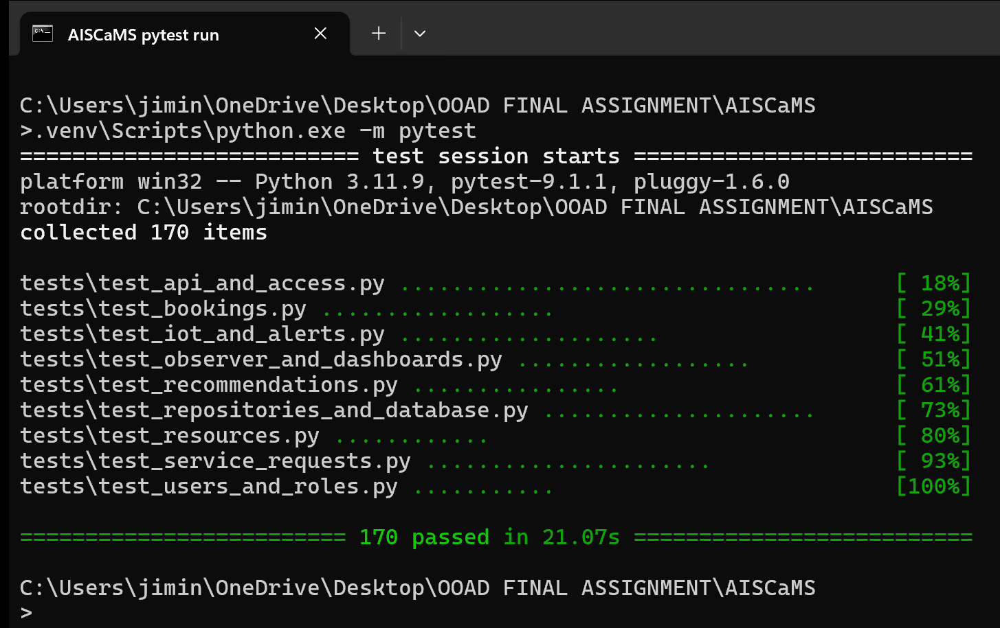 AISCaMS pytest run
C:\Users\jimin\OneDrive\Desktop\OOAD FINAL ASSIGNMENT\AISCaMS
>.venv\Scripts\python.exe -m pytest
========================== test session starts ==========================
platform win32 -- Python 3.11.9, pytest-9.1.1, pluggy-1.6.0
rootdir: C:\Users\jimin\OneDrive\Desktop\OOAD FINAL ASSIGNMENT\AISCaMS
collected 170 items
tests\test_api_and_access.py ................................ [ 18%]
tests\test_bookings.py .................. [ 29%]
tests\test_iot_and_alerts.py .................... [ 41%]
tests\test_observer_and_dashboards.py .................. [ 51%]
tests\test_recommendations.py ................ [ 61%]
tests\test_repositories_and_database.py ..................... [ 73%]
tests\test_resources.py ............ [ 80%]
tests\test_service_requests.py ...................... [ 93%]
tests\test_users_and_roles.py ........... [100%]
========================= 170 passed in 21.07s ==========================
C:\Users\jimin\OneDrive\Desktop\OOAD FINAL ASSIGNMENT\AISCaMS
>